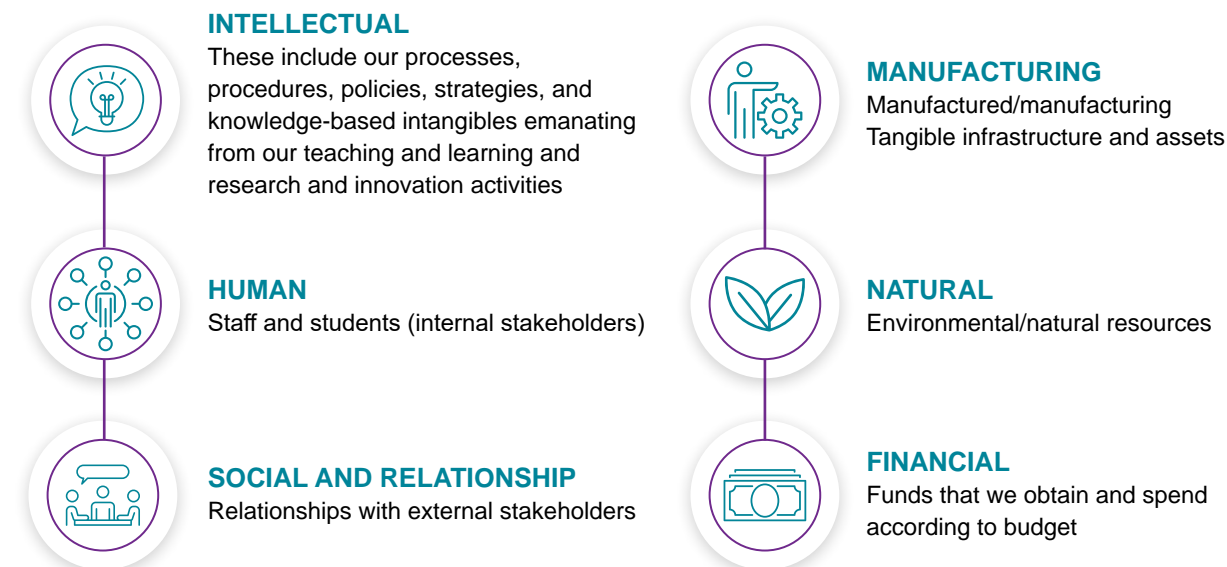 INTELLECTUAL
These include our processes,
procedures, policies, strategies, and
knowledge-based intangibles emanating
from our teaching and learning and
research and innovation activities
HUMAN
Staff and students (internal stakeholders)
SOCIAL AND RELATIONSHIP
Relationships with external stakeholders
MANUFACTURING
Manufactured/manufacturing
Tangible infrastructure and assets
NATURAL
Environmental/natural resources
FINANCIAL
Funds that we obtain and spend
according to budget